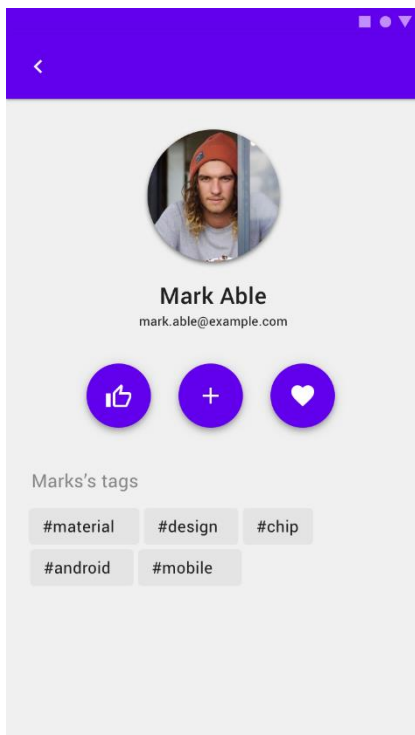 Mark Able
mark.able@example.com
Marks's tags
#material #design #chip
#android #mobile